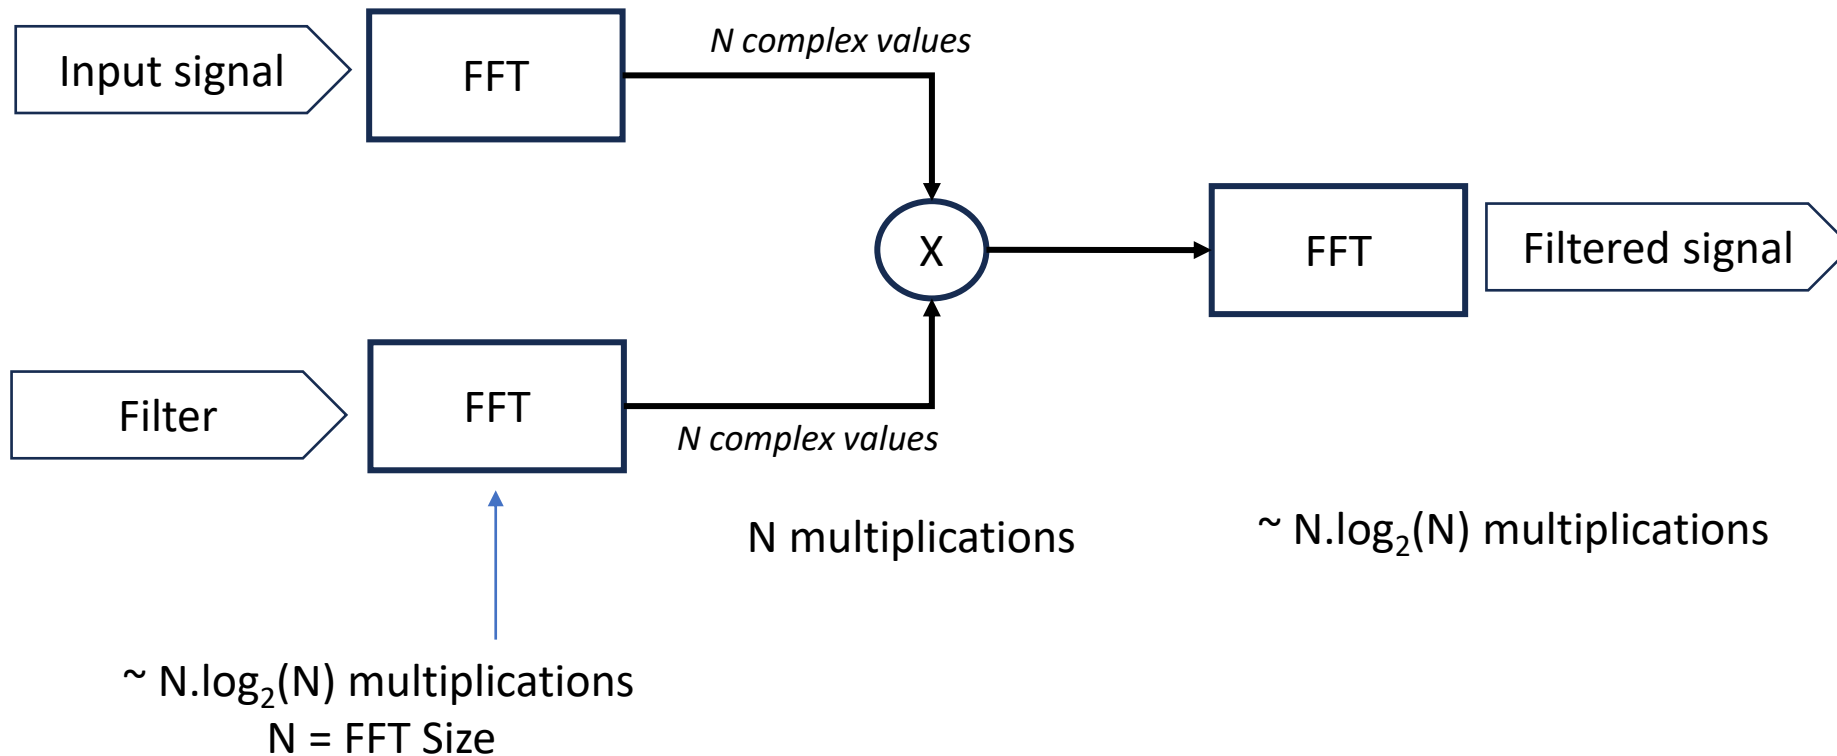 N complex values
Input signal
FFT
X
FFT
Filtered signal
Filter
FFT
N complex values
N multiplications
~ N.log₂(N) multiplications
~ N.log₂(N) multiplications
N = FFT Size